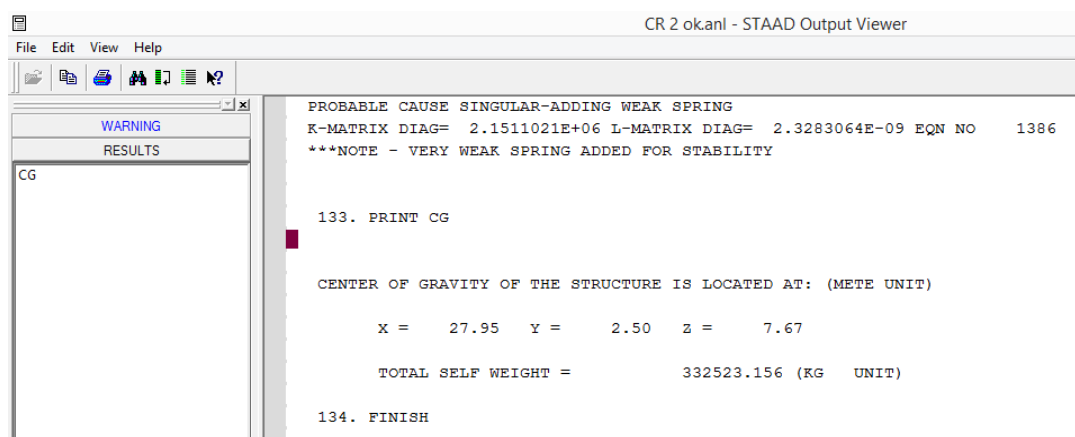 CR 2 ok.anl - STAAD Output Viewer
File Edit View Help
WARNING
RESULTS
CG
PROBABLE CAUSE SINGULAR-ADDING WEAK SPRING
K-MATRIX DIAG= 2.1511021E+06 L-MATRIX DIAG= 2.3283064E-09 EQN NO 1386
***NOTE - VERY WEAK SPRING ADDED FOR STABILITY
133. PRINT CG
CENTER OF GRAVITY OF THE STRUCTURE IS LOCATED AT: (METE UNIT)
X = 27.95 Y = 2.50 Z = 7.67
TOTAL SELF WEIGHT = 332523.156 (KG UNIT)
134. FINISH